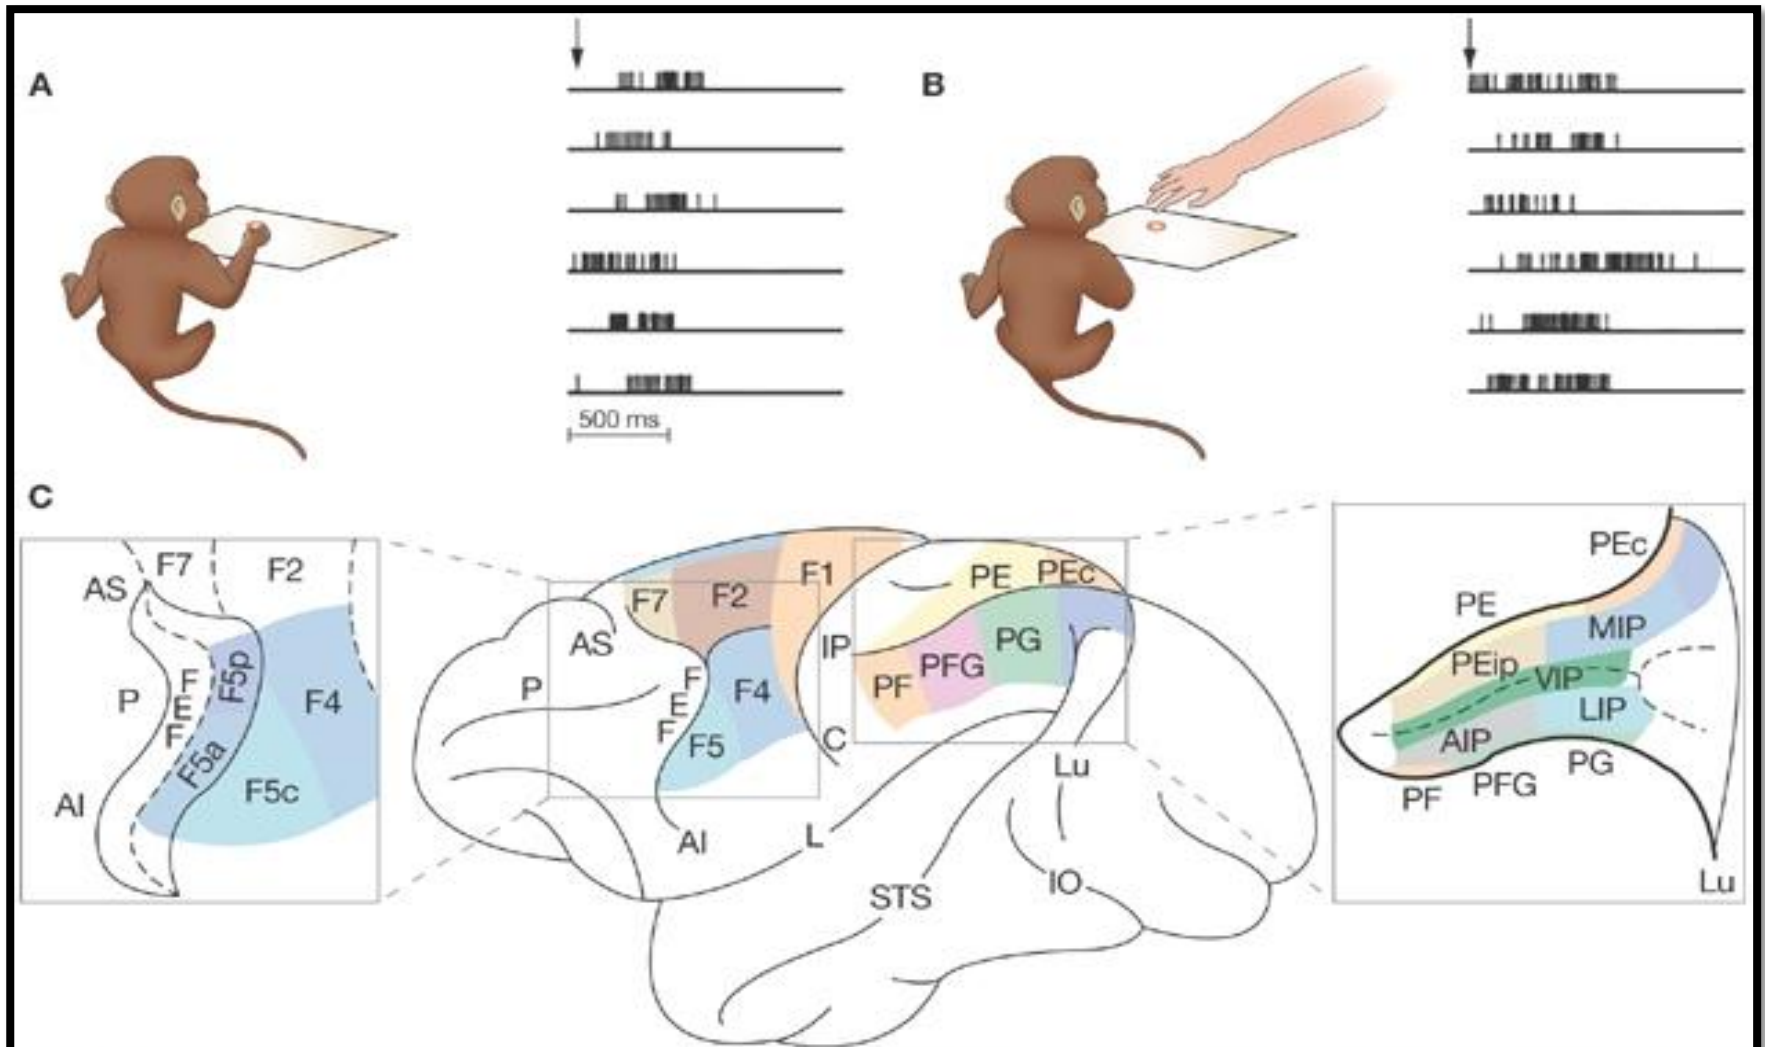 A
B
500 ms
C
F7
F2
AS
P
F
E
F
F5p
F4
F5a
AI
F5c
F7
F2
F1
AS
P
F
E
F
F4
F5
AI
PE
PEc
IP
PF
PFG
PG
C
L
Lu
STS
IO
PEc
PE
MIP
PEip
VIP
LIP
AIP
PG
PFG
PF
Lu